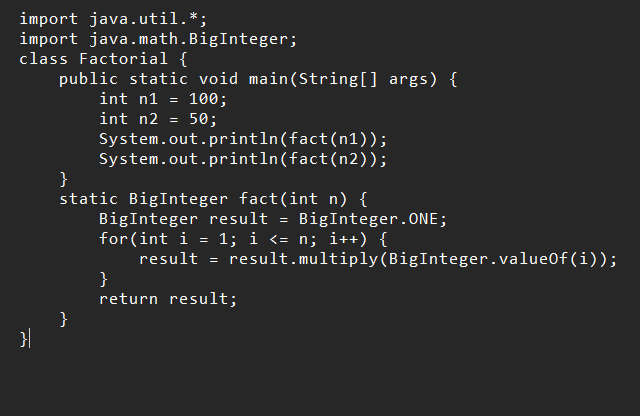 import java.util.*;
import java.math.BigInteger;
class Factorial {
    public static void main(String[] args) {
        int n1 = 100;
        int n2 = 50;
        System.out.println(fact(n1));
        System.out.println(fact(n2));
    }
    static BigInteger fact(int n) {
        BigInteger result = BigInteger.ONE;
        for(int i = 1; i <= n; i++) {
            result = result.multiply(BigInteger.valueOf(i));
        }
        return result;
    }
}